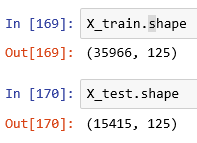 In [169]: X_train.shape
Out[169]: (35966, 125)
In [170]: X_test.shape
Out[170]: (15415, 125)